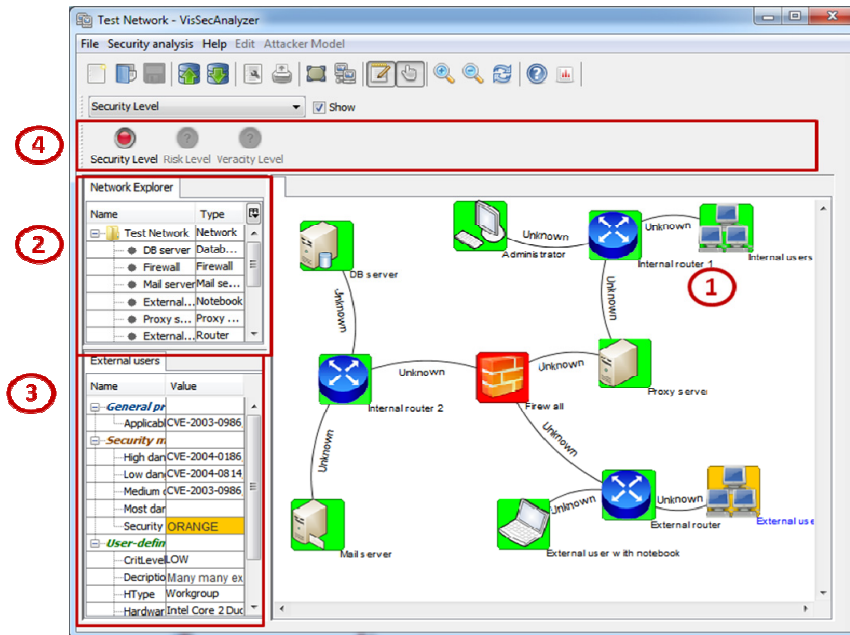 Test Network - VisSecAnalyzer
File Security analysis Help Edit Attacker Model
Security Level
Show
4
Security Level Risk Level Veracity Level
Network Explorer
Name Type
Test Network Network
DB server Datab...
Firewall Firewall
Mail server Mail se...
External... Notebook
Proxy s... Proxy ...
External... Router
2
External users
Name Value
General pr
Applicabl CVE-2003-0986,
Security m
High dan CVE-2004-0186,
Low dan CVE-2004-0814,
Medium d CVE-2003-0986,
Most dan
Security ORANGE
User-defin
CritLevel LOW
Decriptio Many many ex
HType Workgroup
Hardwar Intel Core 2 Duo
3
DB server
Administrator
Unknown
Internal router 1
Unknown
Internal users
1
Unknown
Unknown
Internal router 2
Unknown
Firewall
Unknown
Proxy server
Unknown
Unknown
Mail server
External user with notebook
Unknown
External router
Unknown
External use